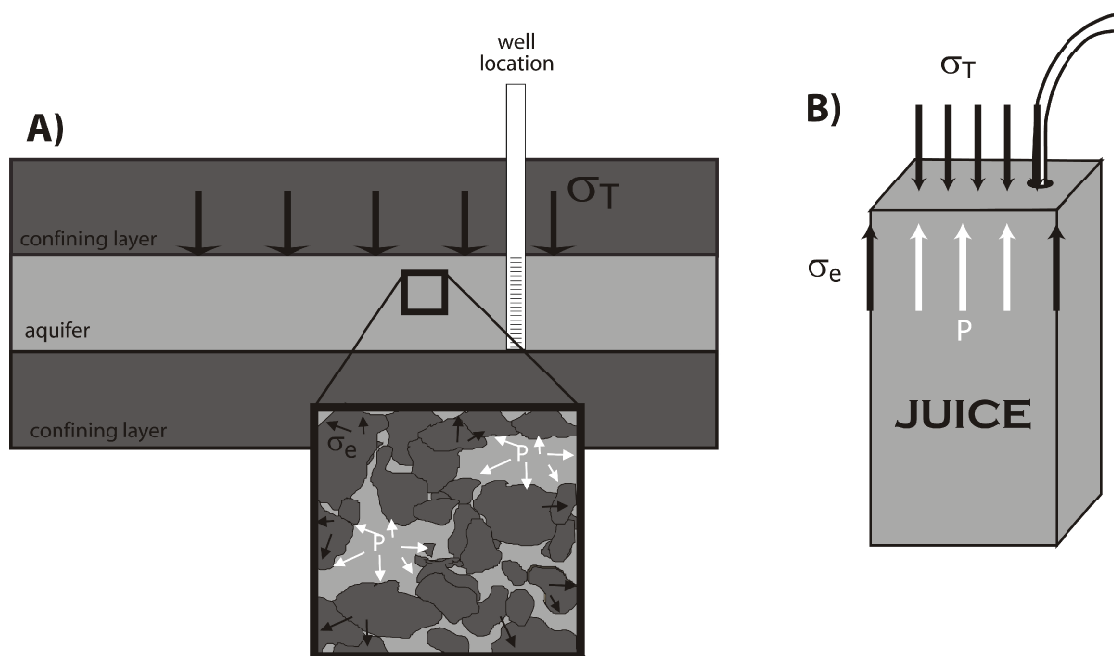 A)
well
location
σT
confining layer
aquifer
confining layer
σe
P
P
B)
σT
σe
P
JUICE